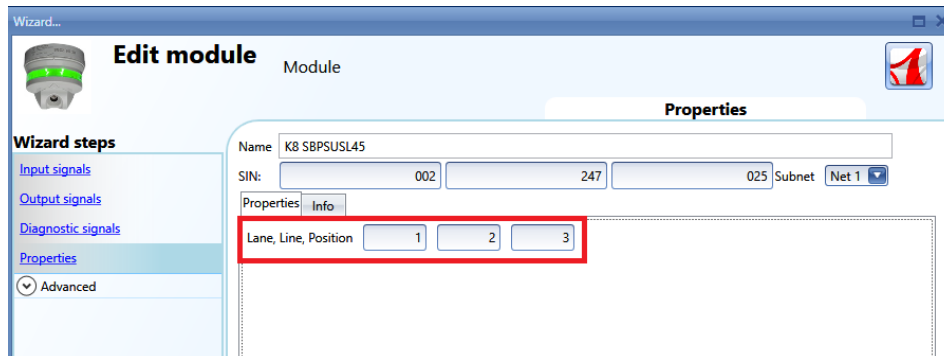 Wizard...
Edit module
Module
Properties
Wizard steps
Input signals
Output signals
Diagnostic signals
Properties
Advanced
Name K8 SBPSUSL45
SIN: 002 247 025 Subnet Net 1
Properties Info
Lane, Line, Position 1 2 3